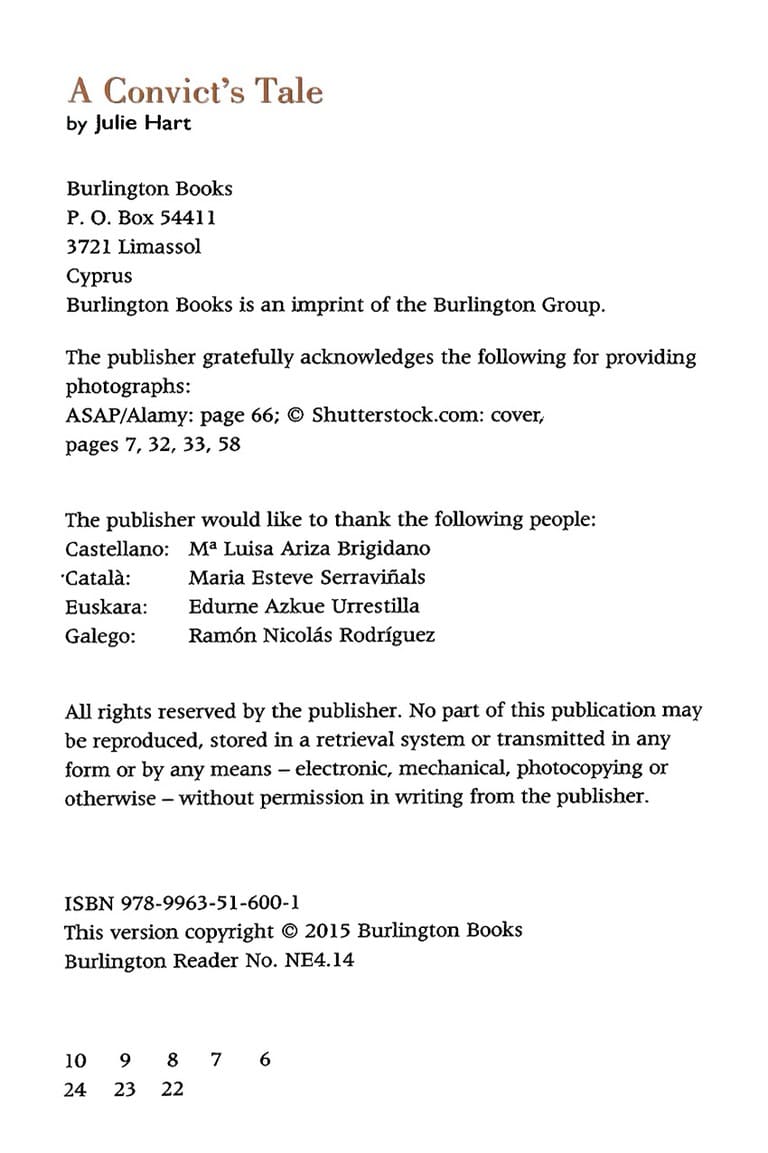 A Convict's Tale
by Julie Hart
Burlington Books
P. O. Box 54411
3721 Limassol
Cyprus
Burlington Books is an imprint of the Burlington Group.
The publisher gratefully acknowledges the following for providing
photographs:
ASAP/Alamy: page 66; © Shutterstock.com: cover,
pages 7, 32, 33, 58
The publisher would like to thank the following people:
Castellano: Mª Luisa Ariza Brigidano
Català: Maria Esteve Serraviñals
Euskara: Edurne Azkue Urrestilla
Galego: Ramón Nicolás Rodríguez
All rights reserved by the publisher. No part of this publication may
be reproduced, stored in a retrieval system or transmitted in any
form or by any means – electronic, mechanical, photocopying or
otherwise – without permission in writing from the publisher.
ISBN 978-9963-51-600-1
This version copyright © 2015 Burlington Books
Burlington Reader No. NE4.14
10 9 8 7 6
24 23 22